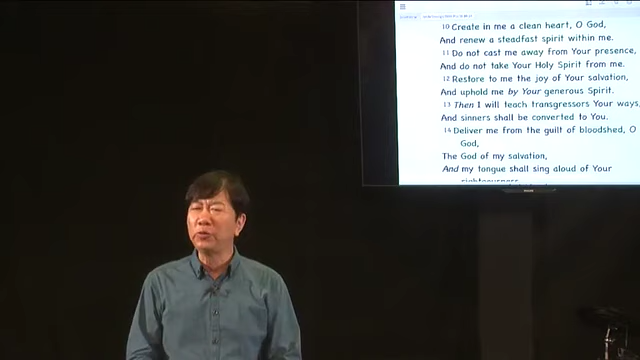 10 Create in me a clean heart, O God,
And renew a steadfast spirit within me.
11 Do not cast me away from Your presence,
And do not take Your Holy Spirit from me.
12 Restore to me the joy of Your salvation,
And uphold me by Your generous Spirit.
13 Then I will teach transgressors Your ways,
And sinners shall be converted to You.
14 Deliver me from the guilt of bloodshed, O
God,
The God of my salvation,
And my tongue shall sing aloud of Your